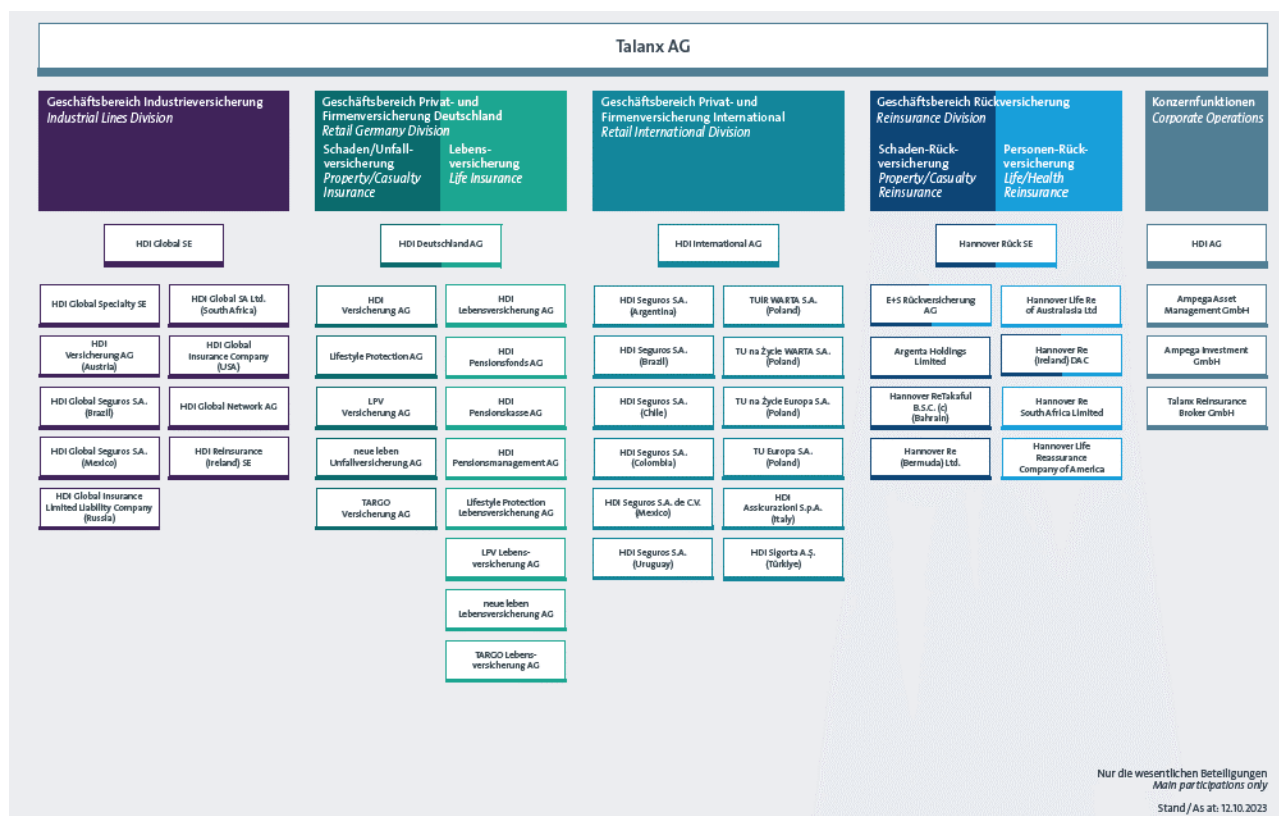 Talanx AG
Geschäftsbereich Industrieversicherung
Industrial Lines Division
Geschäftsbereich Privat- und
Firmenversicherung Deutschland
Retail Germany Division
Schaden/Unfall-
versicherung
Property/Casualty
Insurance
Lebens-
versicherung
Life Insurance
Geschäftsbereich Privat- und
Firmenversicherung International
Retail International Division
Geschäftsbereich Rückversicherung
Reinsurance Division
Schaden-Rück-
versicherung
Property/Casualty
Reinsurance
Personen-Rück-
versicherung
Life/Health
Reinsurance
Konzernfunktionen
Corporate Operations
HDI Global SE
HDI Deutschland AG
HDI International AG
Hannover Rück SE
HDI AG
HDI Global Specialty SE
HDI Global SA Ltd.
(South Africa)
HDI
Versicherung AG
(Austria)
HDI Global
Insurance Company
(USA)
HDI Global Seguros S.A.
(Brazil)
HDI Global Network AG
HDI Global Seguros S.A.
(Mexico)
HDI Reinsurance
(Ireland) SE
HDI Global Insurance
Limited Liability Company
(Russia)
HDI
Versicherung AG
HDI
Lebensversicherung AG
Lifestyle Protection AG
HDI
Pensionsfonds AG
LPV
Versicherung AG
HDI
Pensionskasse AG
neue leben
Unfallversicherung AG
HDI
Pensionsmanagement AG
TARGO
Versicherung AG
Lifestyle Protection
Lebensversicherung AG
LPV Lebens-
versicherung AG
neue leben
Lebensversicherung AG
TARGO Lebens-
versicherung AG
HDI Seguros S.A.
(Argentina)
TUiR WARTA S.A.
(Poland)
HDI Seguros S.A.
(Brazil)
TU na Życie WARTA S.A.
(Poland)
HDI Seguros S.A.
(Chile)
TU na Życie Europa S.A.
(Poland)
HDI Seguros S.A.
(Colombia)
TU Europa S.A.
(Poland)
HDI Seguros S.A. de C.V.
(Mexico)
HDI
Assicurazioni S.p.A.
(Italy)
HDI Seguros S.A.
(Uruguay)
HDI Sigorta A.Ş.
(Türkiye)
E+S Rückversicherung
AG
Hannover Life Re
of Australasia Ltd
Argenta Holdings
Limited
Hannover Re
(Ireland) DAC
Hannover ReTakaful
B.S.C. (c)
(Bahrain)
Hannover Re
South Africa Limited
Hannover Re
(Bermuda) Ltd.
Hannover Life
Reassurance
Company of America
Ampega Asset
Management GmbH
Ampega Investment
GmbH
Talanx Reinsurance
Broker GmbH
Nur die wesentlichen Beteiligungen
Main participations only
Stand / As at: 12.10.2023